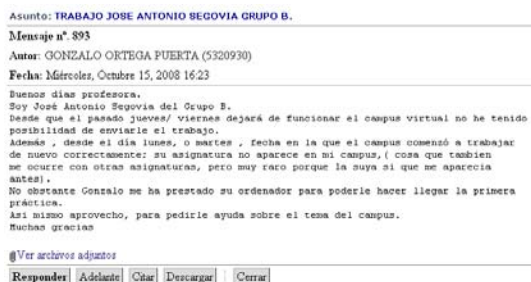 Asunto: TRABAJO JOSE ANTONIO SEGOVIA GRUPO B.
Mensaje nº. 893
Autor: GONZALO ORTEGA PUERTA (5320930)
Fecha: Miércoles, Octubre 15, 2008 16:23
Buenos días profesora.
Soy José Antonio Segovia del Grupo B.
Desde que el pasado jueves/ viernes dejará de funcionar el campus virtual no he tenido
posibilidad de enviarle el trabajo.
Además , desde el día lunes, o martes , fecha en la que el campus comenzó a trabajar
de nuevo correctamente; su asignatura no aparece en mi campus,( cosa que tambien
me ocurre con otras asignaturas, pero muy raro porque la suya si que me aparecia
antes).
No obstante Gonzalo me ha prestado su ordenador para poderle hacer llegar la primera
práctica.
Asi mismo aprovecho, para pedirle ayuda sobre el tema del campus.
Muchas gracias
Ver archivos adjuntos
Responder Adelante Citar Descargar Cerrar